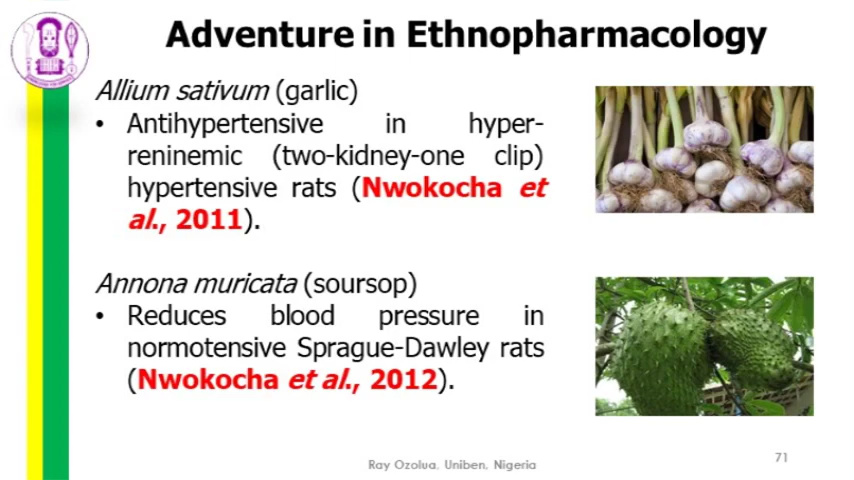 Adventure in Ethnopharmacology
Allium sativum (garlic)
• Antihypertensive in hyper-
reninemic (two-kidney-one clip)
hypertensive rats (Nwokocha et
al., 2011).
Annona muricata (soursop)
• Reduces blood pressure in
normotensive Sprague-Dawley rats
(Nwokocha et al., 2012).
Ray Ozolua, Uniben, Nigeria
71